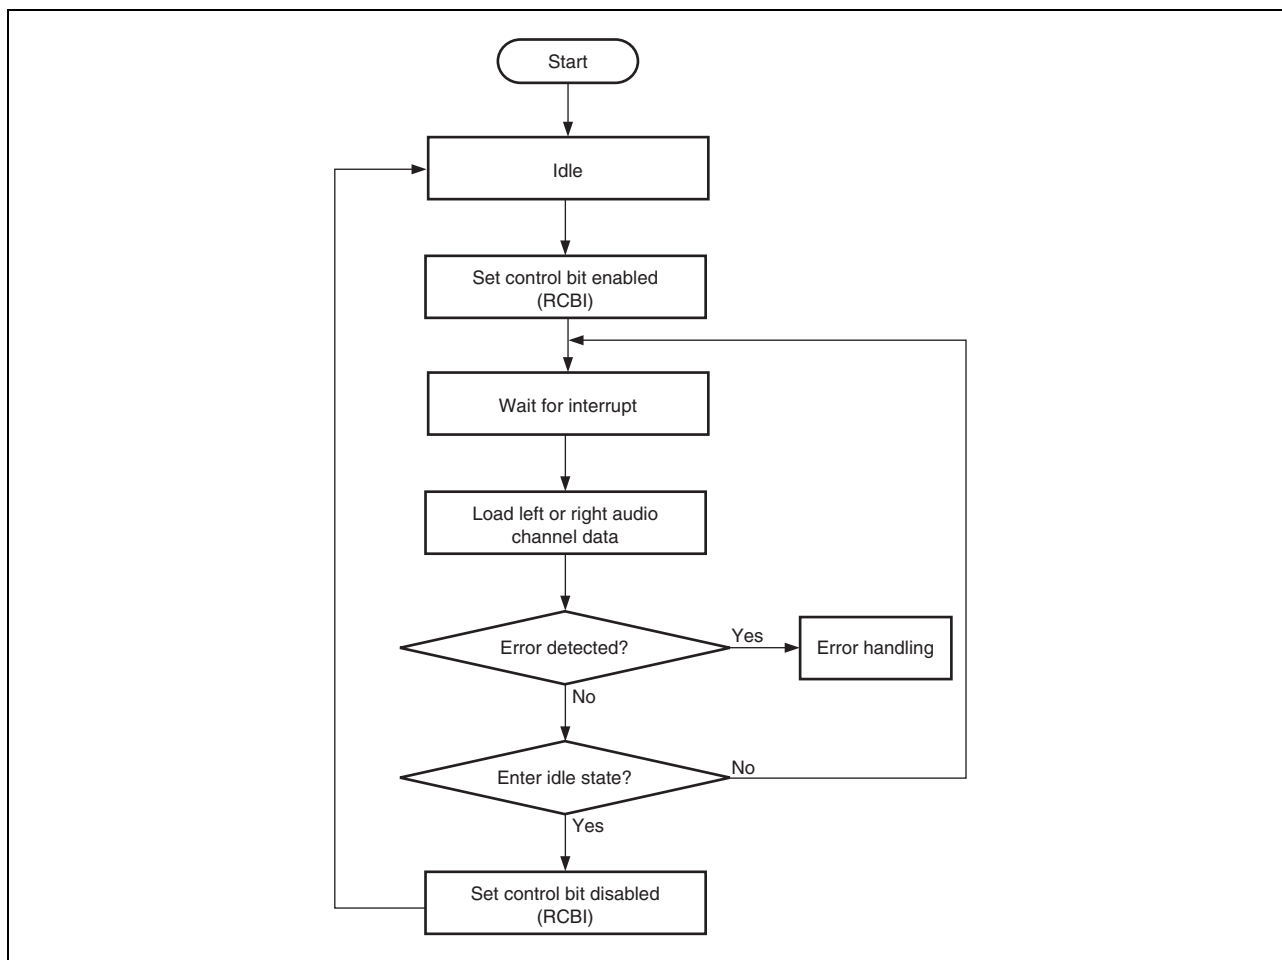 Start
Idle
Set control bit enabled
(RCBI)
Wait for interrupt
Load left or right audio
channel data
Error detected?
Yes
Error handling
No
Enter idle state?
No
Yes
Set control bit disabled
(RCBI)